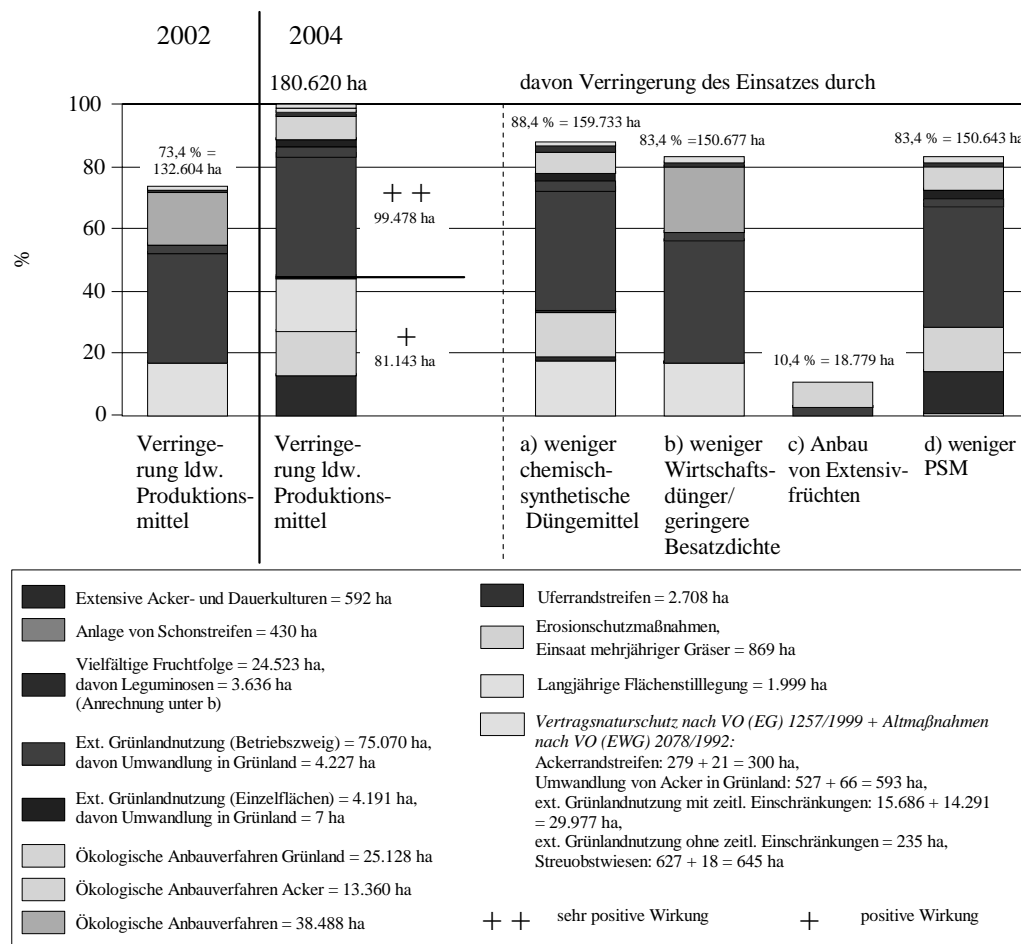 2002
2004
180.620 ha
davon Verringerung des Einsatzes durch
%
100
80
60
40
20
0
73,4 % =
132.604 ha
+ +
99.478 ha
+
81.143 ha
88,4 % = 159.733 ha
83,4 % =150.677 ha
10,4 % = 18.779 ha
83,4 % = 150.643 ha
Verringe-
rung ldw.
Produktions-
mittel
Verringe-
rung ldw.
Produktions-
mittel
a) weniger
chemisch-
synthetische
Düngemittel
b) weniger
Wirtschafts-
dünger/
geringere
Besatzdichte
c) Anbau
von Extensiv-
früchten
d) weniger
PSM
Extensive Acker- und Dauerkulturen = 592 ha
Anlage von Schonstreifen = 430 ha
Vielfältige Fruchtfolge = 24.523 ha,
davon Leguminosen = 3.636 ha
(Anrechnung unter b)
Ext. Grünlandnutzung (Betriebszweig) = 75.070 ha,
davon Umwandlung in Grünland = 4.227 ha
Ext. Grünlandnutzung (Einzelflächen) = 4.191 ha,
davon Umwandlung in Grünland = 7 ha
Ökologische Anbauverfahren Grünland = 25.128 ha
Ökologische Anbauverfahren Acker = 13.360 ha
Ökologische Anbauverfahren = 38.488 ha
Uferrandstreifen = 2.708 ha
Erosionschutzmaßnahmen,
Einsaat mehrjähriger Gräser = 869 ha
Langjährige Flächenstilllegung = 1.999 ha
Vertragsnaturschutz nach VO (EG) 1257/1999 + Altmaßnahmen
nach VO (EWG) 2078/1992:
Ackerrandstreifen: 279 + 21 = 300 ha,
Umwandlung von Acker in Grünland: 527 + 66 = 593 ha,
ext. Grünlandnutzung mit zeitl. Einschränkungen: 15.686 + 14.291
= 29.977 ha,
ext. Grünlandnutzung ohne zeitl. Einschränkungen = 235 ha,
Streuobstwiesen: 627 + 18 = 645 ha
+ + sehr positive Wirkung
+ positive Wirkung